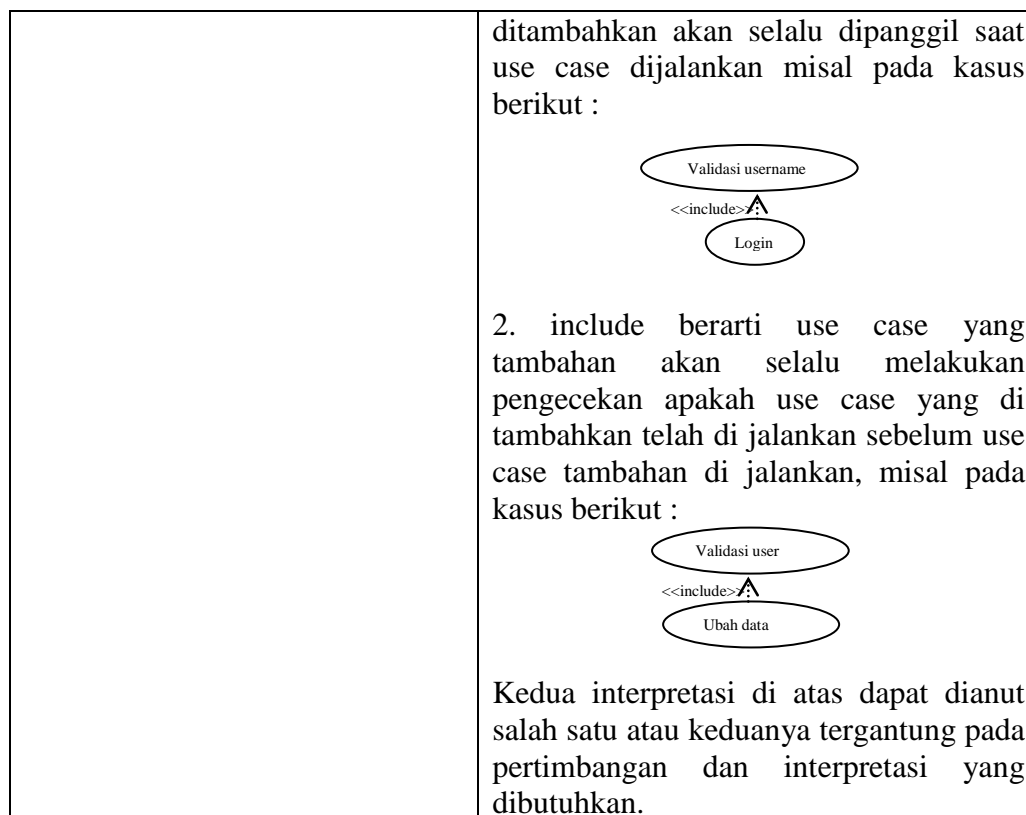 ditambahkan akan selalu dipanggil saat
use case dijalankan misal pada kasus
berikut :
Validasi username
<<include>>
Login
2. include berarti use case yang
tambahan akan selalu melakukan
pengecekan apakah use case yang di
tambahkan telah di jalankan sebelum use
case tambahan di jalankan, misal pada
kasus berikut :
Validasi user
<<include>>
Ubah data
Kedua interpretasi di atas dapat dianut
salah satu atau keduanya tergantung pada
pertimbangan dan interpretasi yang
dibutuhkan.